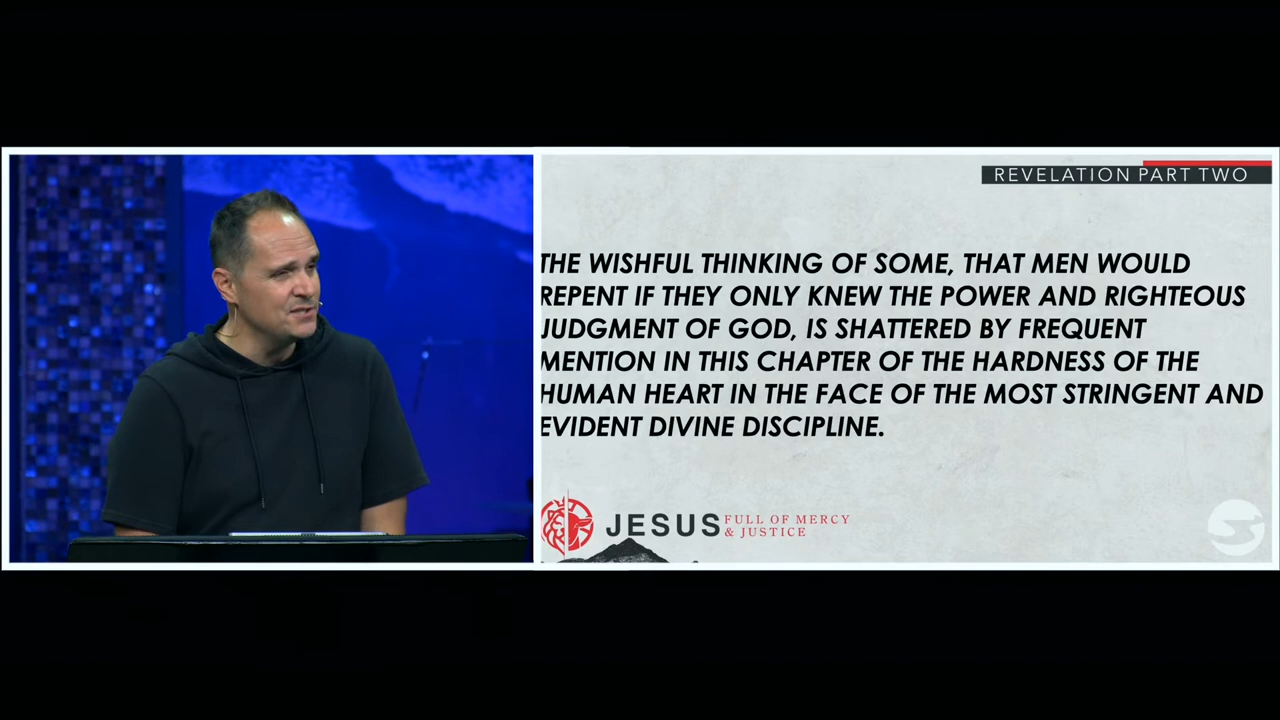 REVELATION PART TWO
THE WISHFUL THINKING OF SOME, THAT MEN WOULD
REPENT IF THEY ONLY KNEW THE POWER AND RIGHTEOUS
JUDGMENT OF GOD, IS SHATTERED BY FREQUENT
MENTION IN THIS CHAPTER OF THE HARDNESS OF THE
HUMAN HEART IN THE FACE OF THE MOST STRINGENT AND
EVIDENT DIVINE DISCIPLINE.
JESUS FULL OF MERCY
& JUSTICE